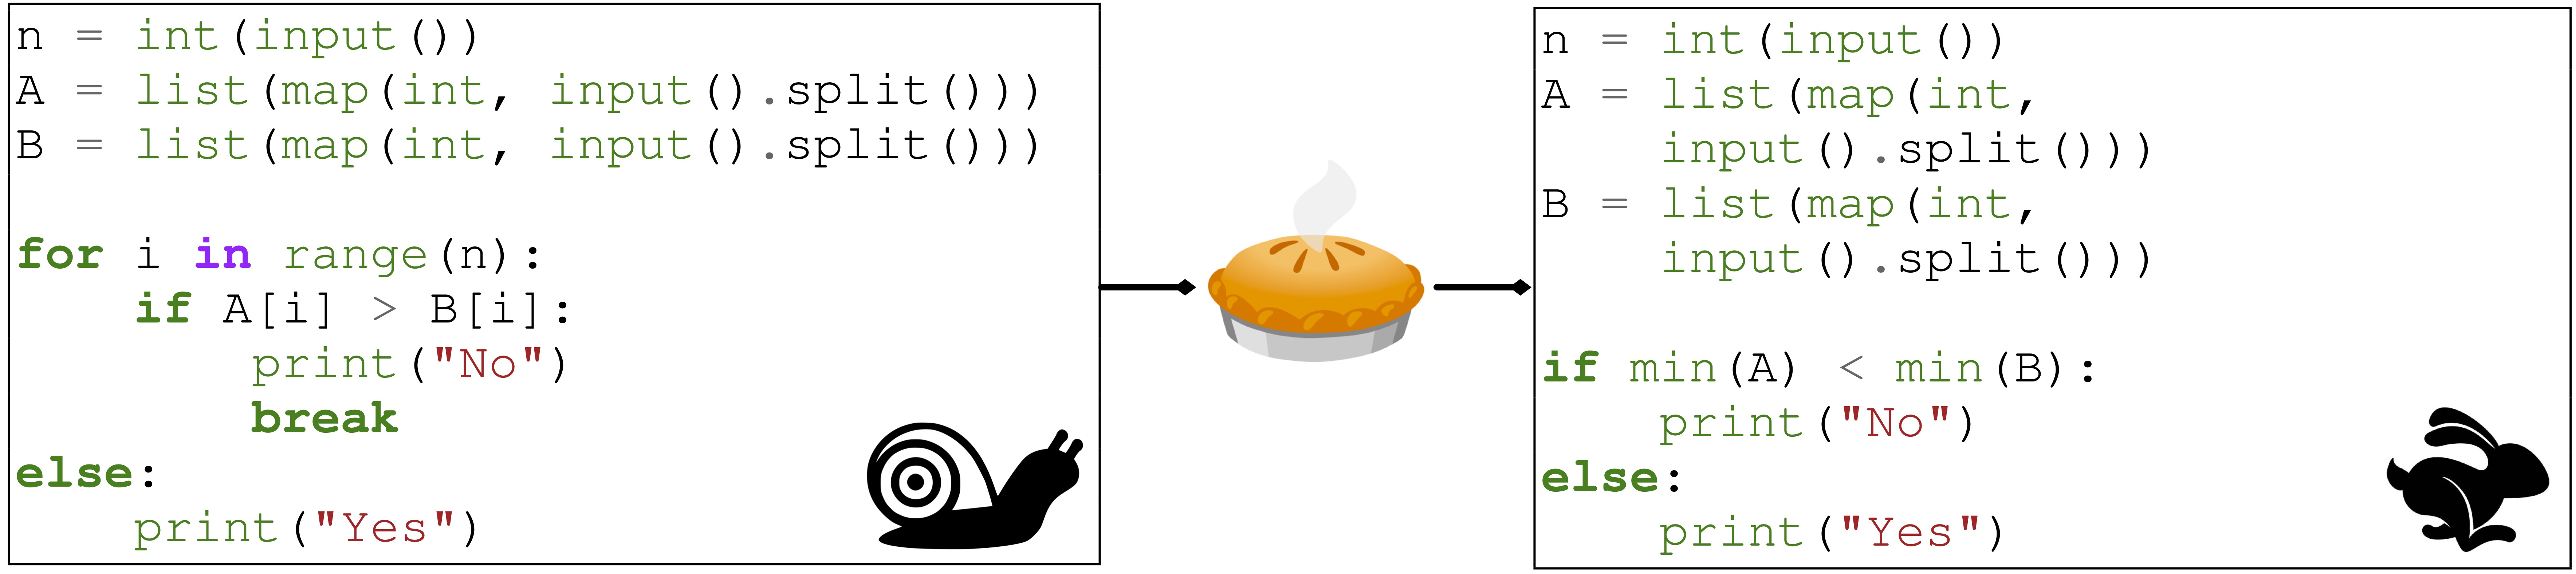 n = int(input())
A = list(map(int, input().split()))
B = list(map(int, input().split()))
for i in range(n):
    if A[i] > B[i]:
        print("No")
        break
else:
    print("Yes")
n = int(input())
A = list(map(int,
    input().split()))
B = list(map(int,
    input().split()))
if min(A) < min(B):
    print("No")
else:
    print("Yes")